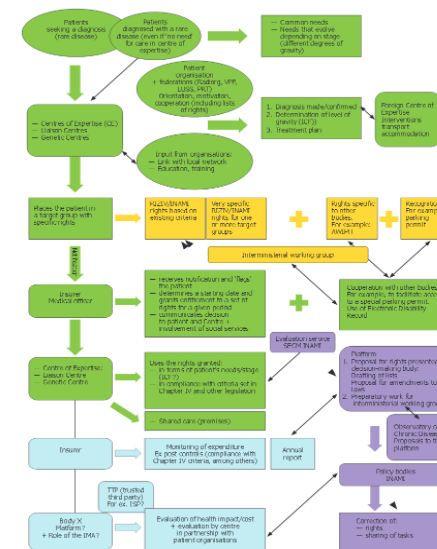 Patients
seeking a diagnosis
(rare disease)
Patients
diagnosed with a rare
disease (even if no need
for care in centre of
expertise)
— Common needs
— Needs that evolve
depending on stage
(different degrees of
gravity)
Patient
organisation
+ federations (Radiorg, VPP,
LUSS, PRT)
Orientation, motivation,
cooperation (including lists
of rights)
— Centres of Expertise (CE)
— Liaison Centres
— Genetic Centres
1. Diagnosis made/confirmed
2. Determination of level of
gravity (ICF)
3. Treatment plan
Foreign Centre of
Expertise
Interventions
transport
accommodation
Input from organisations:
— Link with local network
— Education, training
Places the patient in
a target group with
specific rights
RIZIV/INAMI
rights based on
existing criteria
Very specific
RIZIV/INAMI
rights for one
or more target
groups
Rights specific
to other
bodies.
For example:
AWIPH
Recognition
For example
parking
permit
Interministerial working group
Insurer
Medical officer
— receives notification and 'flags'
the patient
— determines a starting date and
grants entitlement to a set of
rights for a given period
— communicates decision
to patient and Centre +
involvement of social services
Cooperation with other bodies
For example, to facilitate access
to a special parking permit.
Use of Electronic Disability
Record
Evaluation service
SPCM INAMI
— Centre of Expertise:
— Liaison Centre
— Genetic Centre
Uses the rights granted:
— in terms of patient's needs/stage
— in compliance with criteria set in
Chapter IV and other legislation
— Shared care (premises)
Platform
1. Proposal for rights presented
decision-making body:
Drafting of lists
Proposal for amendments to
laws
2. Preparatory work for
interministerial working group
Observatory of
Chronic Diseases
Proposals to the
platform
Insurer
Monitoring of expenditure
Ex post controls (compliance with
Chapter IV criteria, among others)
Annual
report
Policy bodies
INAMI
TTP (trusted
third party)
For ex. ISP?
Body X
Platform?
+ Role of the IMA?
Evaluation of health impact/cost
+ evaluation by centre
in partnership with
patient organisations
Correction of:
— rights
— sharing of tasks